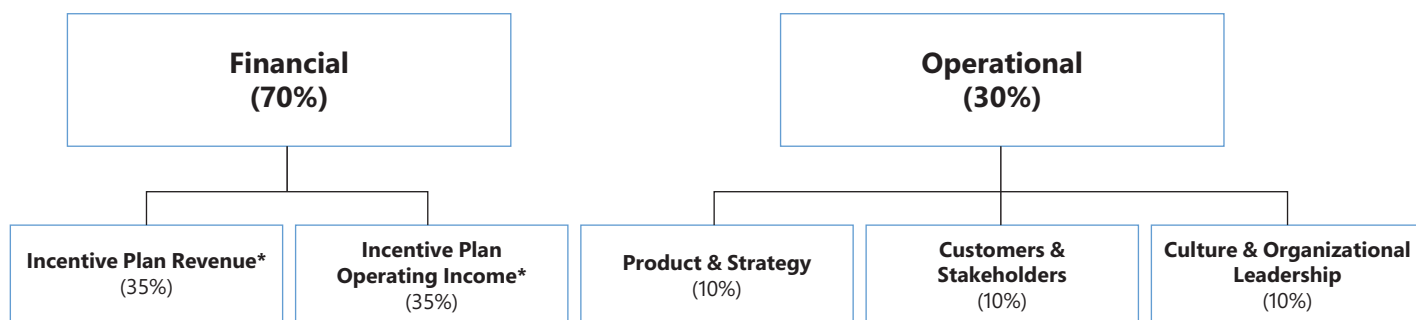 Financial
(70%)
Operational
(30%)
Incentive Plan Revenue*
(35%)
Incentive Plan
Operating Income*
(35%)
Product & Strategy
(10%)
Customers &
Stakeholders
(10%)
Culture & Organizational
Leadership
(10%)